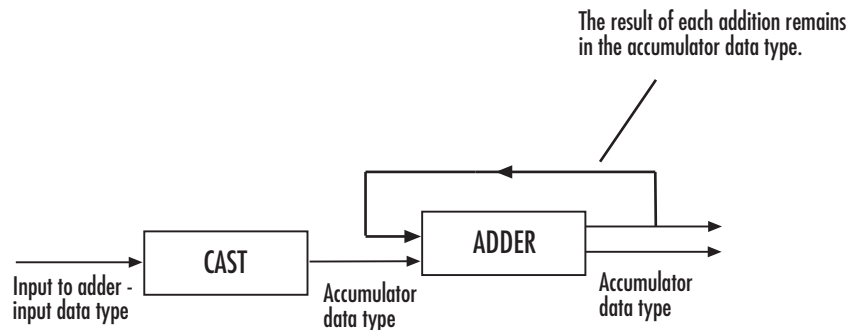 The result of each addition remains
in the accumulator data type.
CAST
ADDER
Input to adder -
input data type
Accumulator
data type
Accumulator
data type